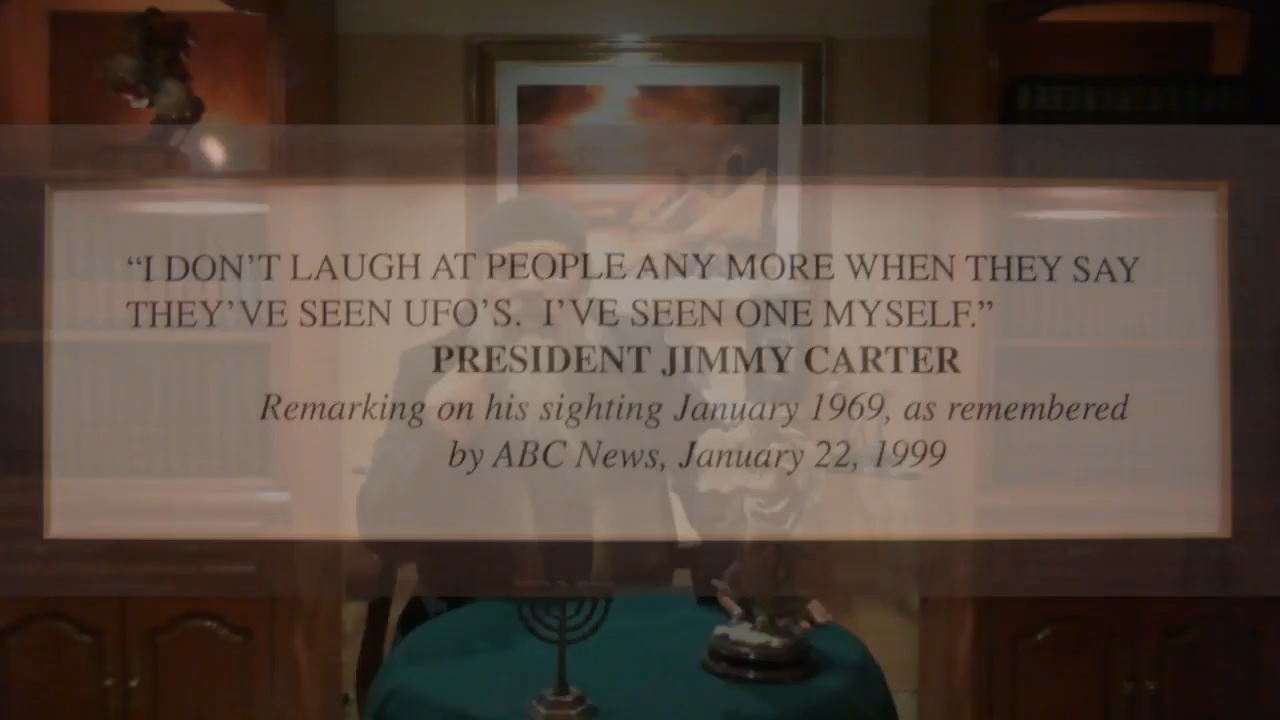 “I DON’T LAUGH AT PEOPLE ANY MORE WHEN THEY SAY
THEY’VE SEEN UFO’S. I’VE SEEN ONE MYSELF.”
PRESIDENT JIMMY CARTER
Remarking on his sighting January 1969, as remembered
by ABC News, January 22, 1999